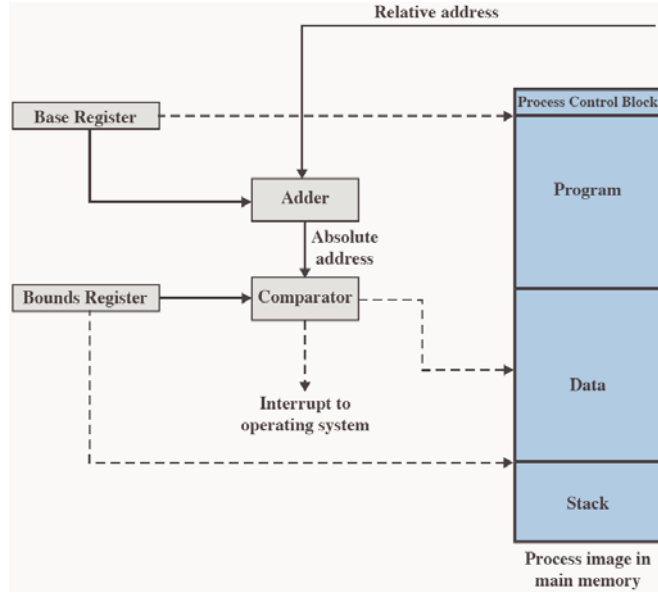 Relative address
Process Control Block
Base Register
Program
Adder
Absolute
address
Bounds Register
Comparator
Data
Interrupt to
operating system
Stack
Process image in
main memory